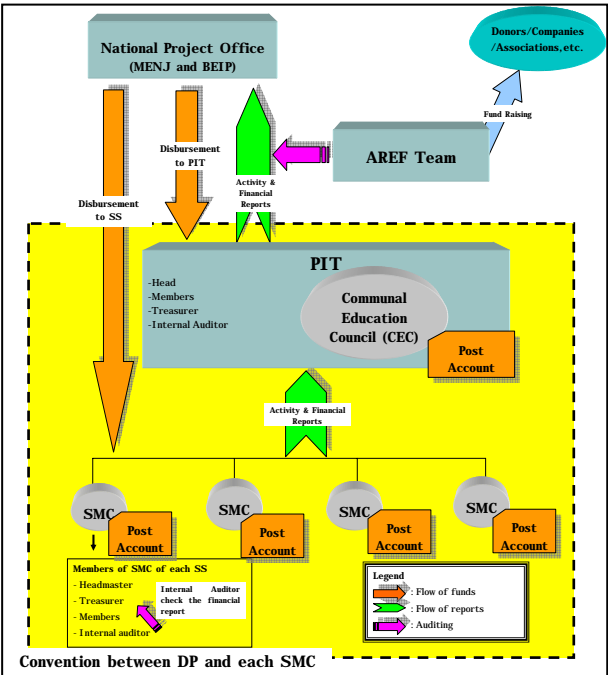 National Project Office
(MENJ and BEIP)
Donors/Companies
/Associations,etc.
Fund Raising
AREF Team
Disbursement
to PIT
Disbursement
to SS
Activity &
Financial
Reports
PIT
-Head
-Members
-Treasurer
-Internal Auditor
Communal
Education
Council (CEC)
Post
Account
Activity & Financial
Reports
SMC
Post
Account
SMC
Post
Account
SMC
Post
Account
SMC
Post
Account
Members of SMC of each SS
- Headmaster
- Treasurer
- Members
- Internal auditor
Internal Auditor
check the financial
report
Legend
: Flow of funds
: Flow of reports
: Auditing
Convention between DP and each SMC